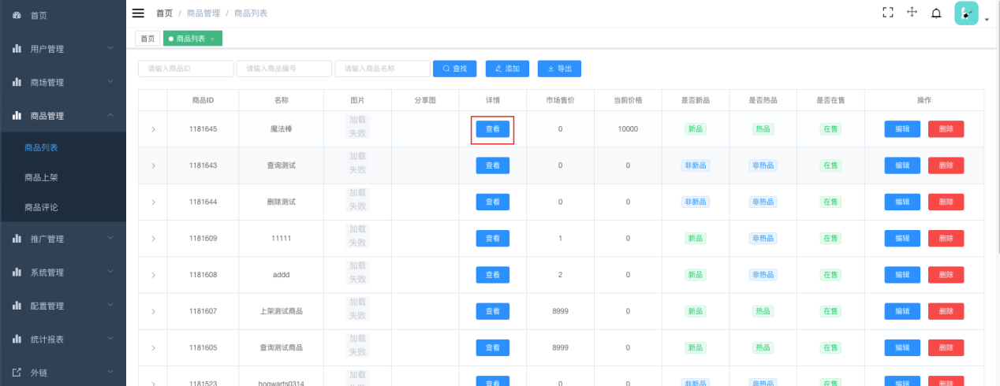 首页
用户管理
商场管理
商品管理
商品列表
商品上架
商品评论
推广管理
系统管理
配置管理
统计报表
外链
首页 / 商品管理 / 商品列表
首页 商品列表 ×
请输入商品ID 请输入商品编号 请输入商品名称 查找 添加 导出
商品ID 名称 图片 分享图 详情 市场售价 当前价格 是否新品 是否热品 是否在售 操作
1181645 魔法棒 加载失败 查看 0 10000 新品 热品 在售 编辑 删除
1181643 查询测试 加载失败 查看 0 0 非新品 非热品 在售 编辑 删除
1181644 删除测试 加载失败 查看 0 0 非新品 非热品 在售 编辑 删除
1181609 11111 加载失败 查看 1 0 新品 非热品 在售 编辑 删除
1181608 addd 加载失败 查看 2 0 新品 非热品 在售 编辑 删除
1181607 上架测试商品 加载失败 查看 8999 0 新品 热品 在售 编辑 删除
1181605 查询测试商品 加载失败 查看 8999 0 新品 热品 在售 编辑 删除
1181523 hogwarts0314 加载失败 查看 0 0 非新品 非热品 在售 编辑 删除